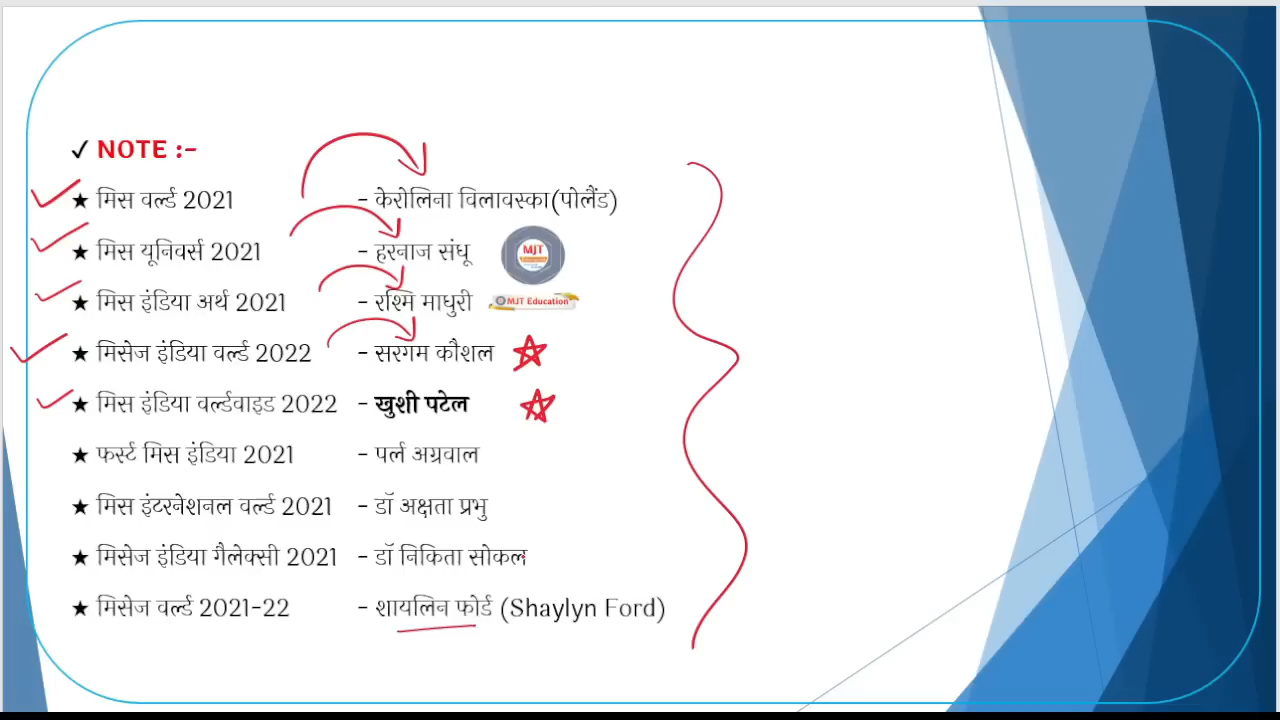 ✓ NOTE :-
★ मिस वर्ल्ड 2021 - केरोलिना विलावस्का(पोलैंड)
★ मिस यूनिवर्स 2021 - हरनाज संधू
MJT
★ मिस इंडिया अर्थ 2021 - रश्मि माधुरी
MJT Education
★ मिसेज इंडिया वर्ल्ड 2022 - सरगम कौशल
★ मिस इंडिया वर्ल्डवाइड 2022 - खुशी पटेल
★ फर्स्ट मिस इंडिया 2021 - पर्ल अग्रवाल
★ मिस इंटरनेशनल वर्ल्ड 2021 - डॉ अक्षता प्रभु
★ मिसेज इंडिया गैलेक्सी 2021 - डॉ निकिता सोकल
★ मिसेज वर्ल्ड 2021-22 - शायलिन फोर्ड (Shaylyn Ford)